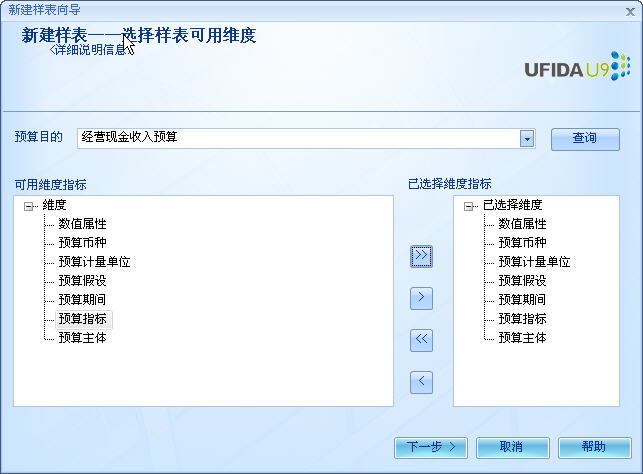 新建样表向导
新建样表——选择样表可用维度
<详细说明信息>
UFIDA U9
预算目的 经营现金收入预算 查询
可用维度指标 已选择维度指标
维度
数值属性
预算币种
预算计量单位
预算假设
预算期间
预算指标
预算主体
>>
>
<<
<
已选择维度
数值属性
预算币种
预算计量单位
预算假设
预算期间
预算指标
预算主体
下一步 > 取消 帮助